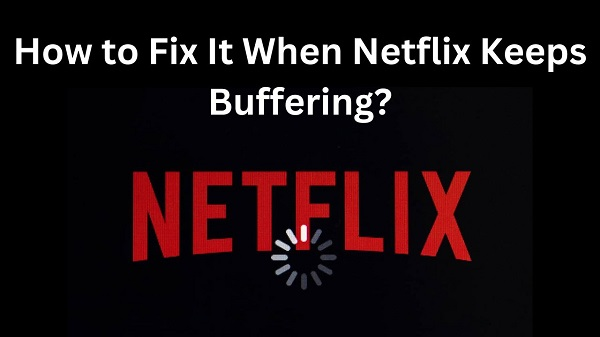 How to Fix It When Netflix Keeps
Buffering?
NETFLIX